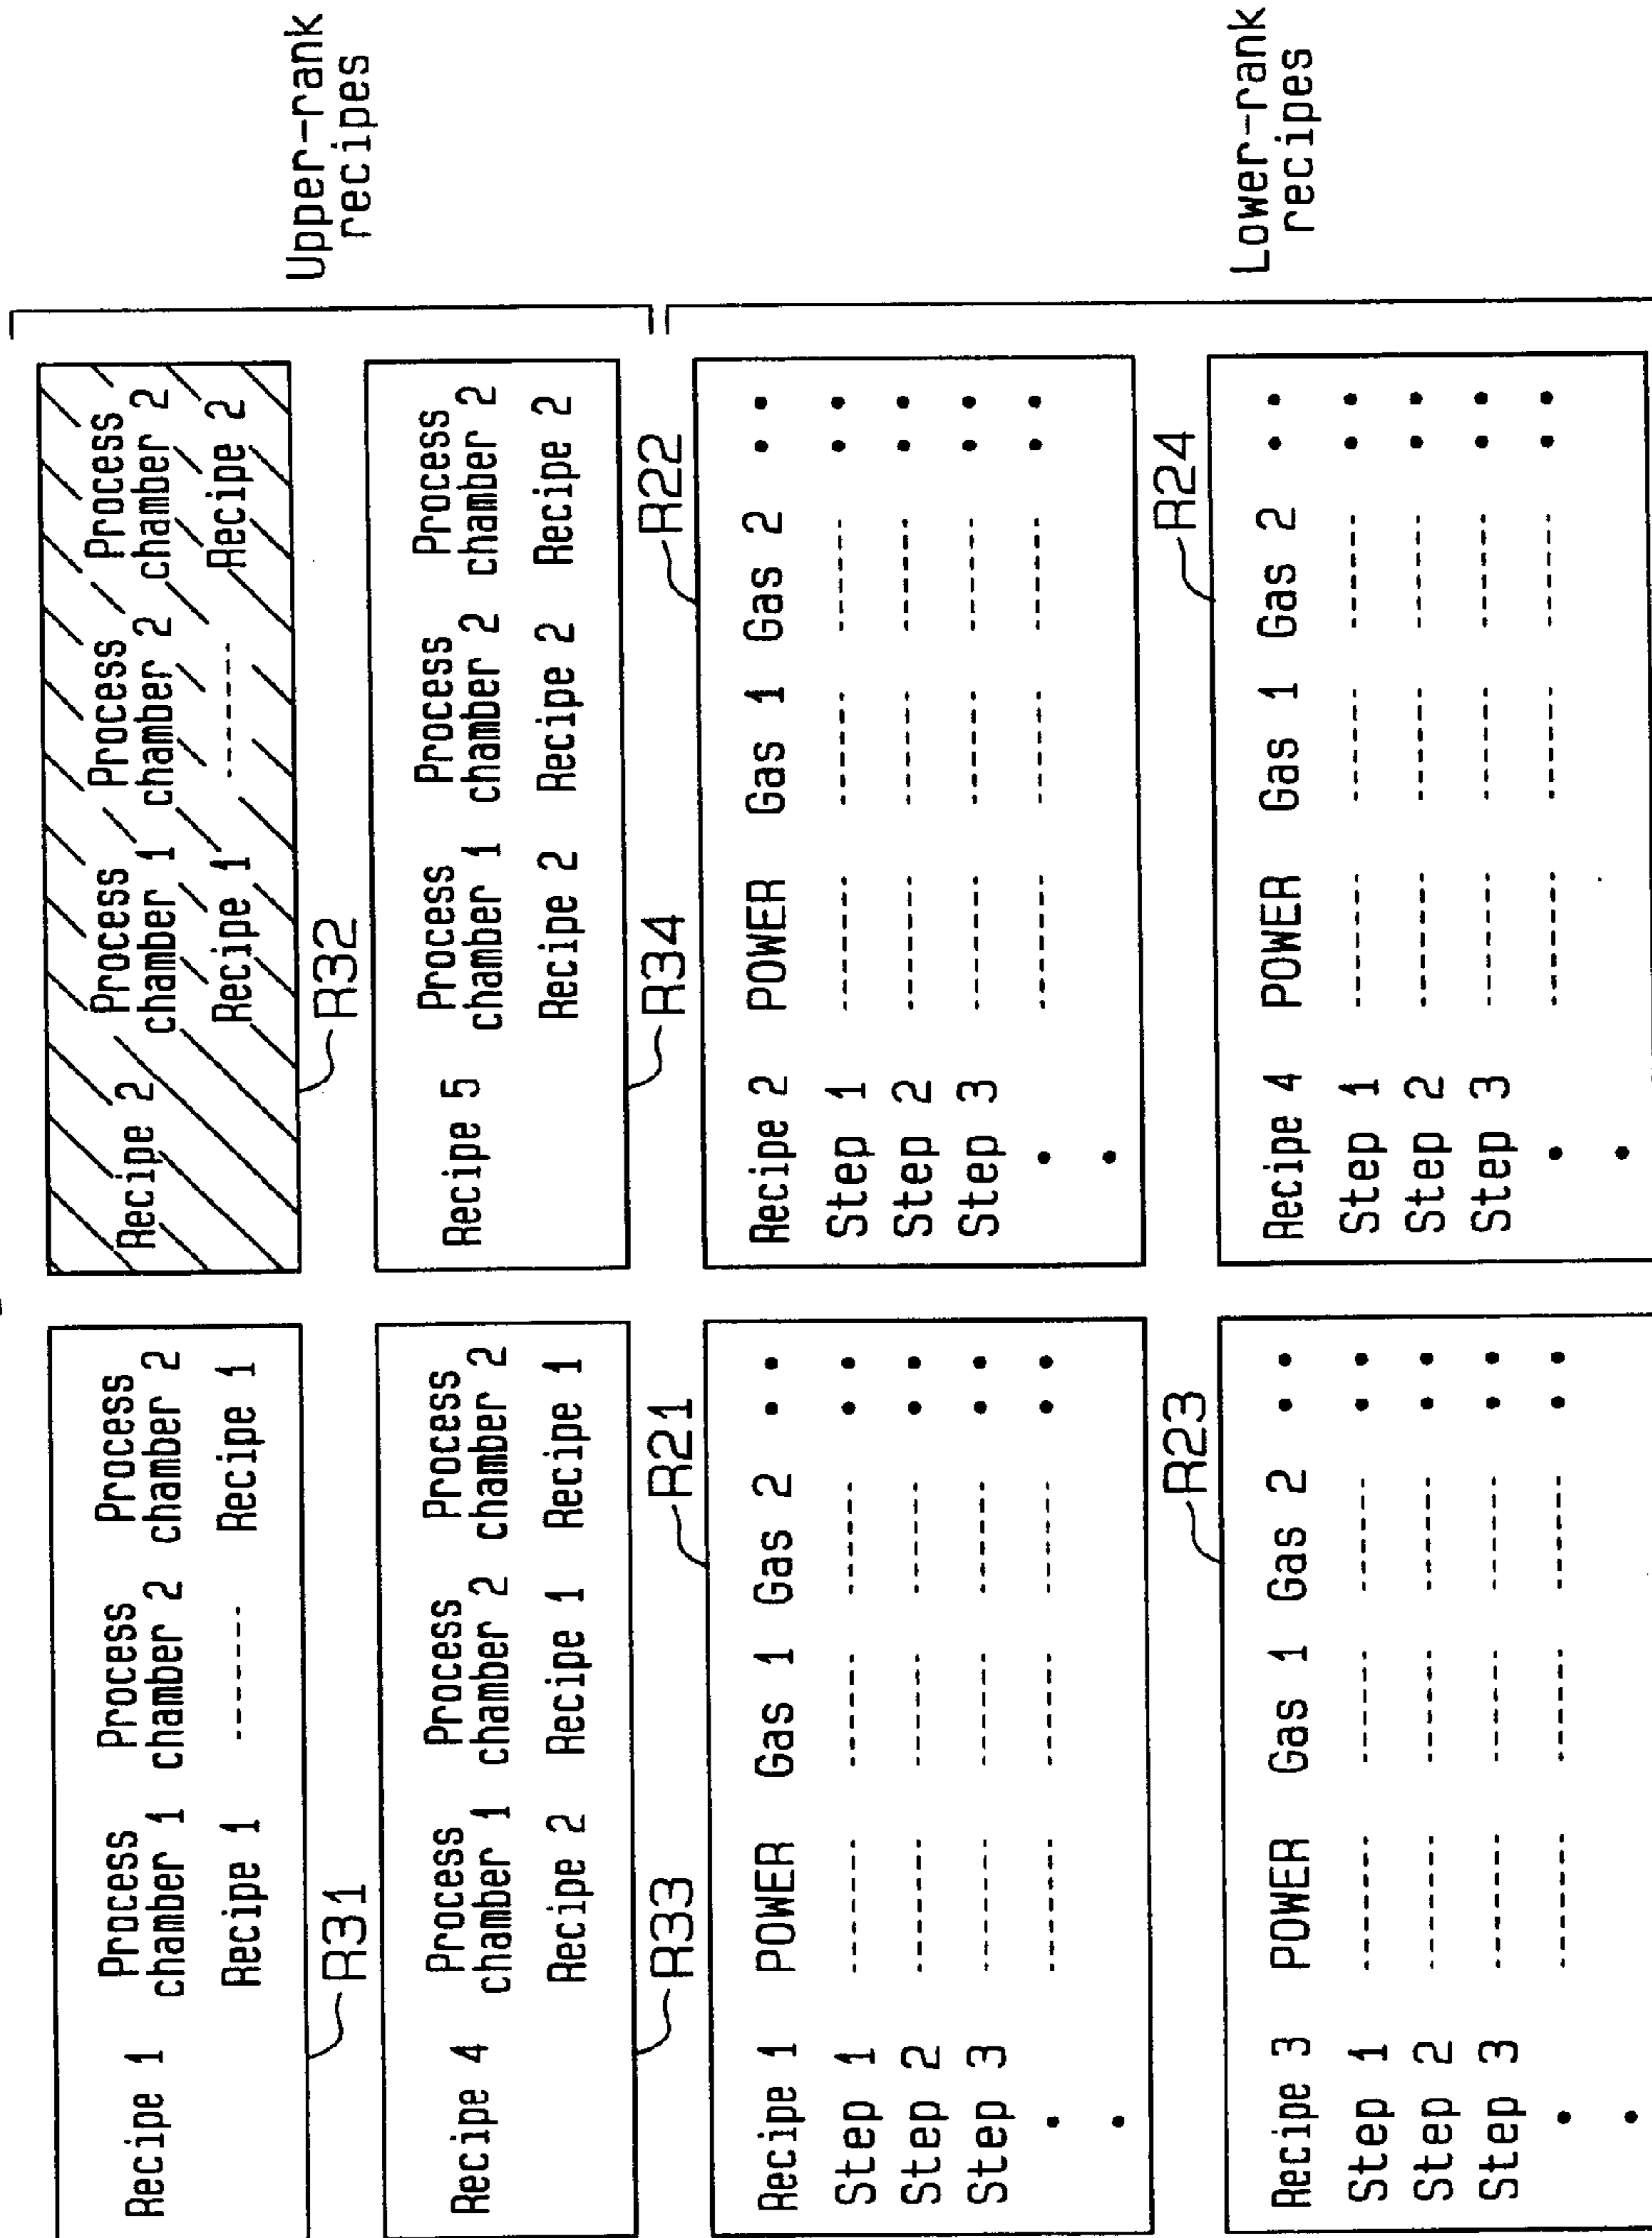 Recipe 1
Process chamber 1
Process chamber 2
Process chamber 2
Recipe 1
------
Recipe 1
R31
Recipe 2
Process chamber 1
Process chamber 2
Process chamber 2
Recipe 1
------
Recipe 2
R32
Upper-rank
recipes
Recipe 4
Process chamber 1
Process chamber 2
Process chamber 2
Recipe 2
Recipe 1
Recipe 1
R33
Recipe 5
Process chamber 1
Process chamber 2
Process chamber 2
Recipe 2
Recipe 2
Recipe 2
R34
R21
Recipe 1 POWER Gas 1 Gas 2 • •
Step 1 ------ ------ ------ • •
Step 2 ------ ------ ------ • •
Step 3 ------ ------ ------ • •
• ------ ------ ------ • •
•
R22
Recipe 2 POWER Gas 1 Gas 2 • •
Step 1 ------ ------ ------ • •
Step 2 ------ ------ ------ • •
Step 3 ------ ------ ------ • •
• ------ ------ ------ • •
•
Lower-rank
recipes
R23
Recipe 3 POWER Gas 1 Gas 2 • •
Step 1 ------ ------ ------ • •
Step 2 ------ ------ ------ • •
Step 3 ------ ------ ------ • •
• ------ ------ ------ • •
•
R24
Recipe 4 POWER Gas 1 Gas 2 • •
Step 1 ------ ------ ------ • •
Step 2 ------ ------ ------ • •
Step 3 ------ ------ ------ • •
• ------ ------ ------ • •
•